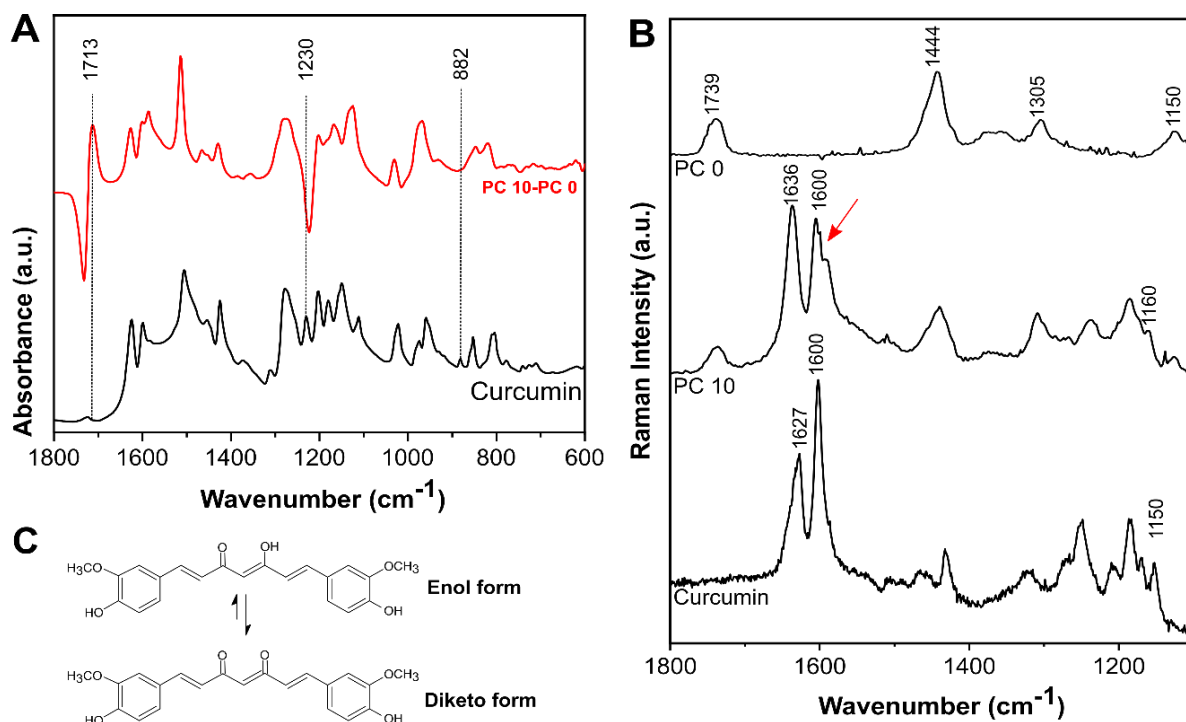 A
1713
1230
882
PC 10-PC 0
Curcumin
Absorbance (a.u.)
1800 1600 1400 1200 1000 800 600
Wavenumber (cm⁻¹)
B
1739
1444
1305
1150
PC 0
1636
1600
1160
PC 10
1627
1600
1150
Curcumin
Raman Intensity (a.u.)
1800 1600 1400 1200
Wavenumber (cm⁻¹)
C
O OH
H₃CO OCH₃
HO OH
Enol form
O O
H₃CO OCH₃
HO OH
Diketo form